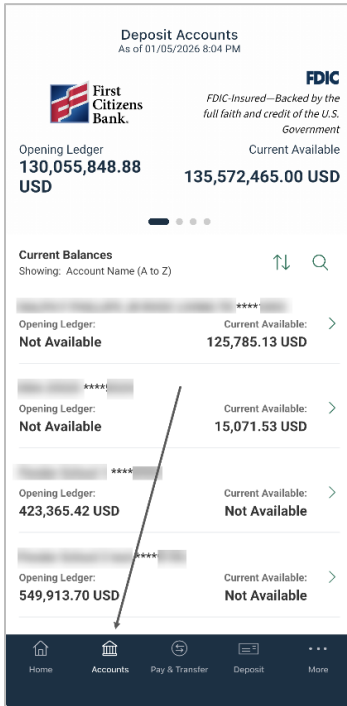 Deposit Accounts
As of 01/05/2026 8:04 PM
First
Citizens
Bank®
FDIC
FDIC-Insured—Backed by the
full faith and credit of the U.S.
Government
Opening Ledger
130,055,848.88
USD
Current Available
135,572,465.00 USD
Current Balances
Showing: Account Name (A to Z)
****
Opening Ledger: Current Available:
Not Available 125,785.13 USD
****
Opening Ledger: Current Available:
Not Available 15,071.53 USD
****
Opening Ledger: Current Available:
423,365.42 USD Not Available
****
Opening Ledger: Current Available:
549,913.70 USD Not Available
Home Accounts Pay & Transfer Deposit More